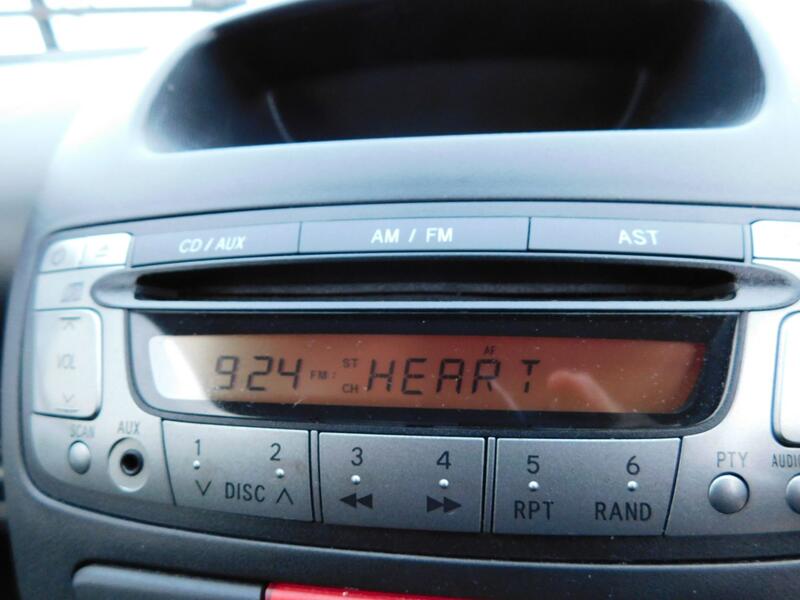 CD / AUX AM / FM AST
VOL
924 FM: ST CH HEART AF
SCAN AUX
1 2 3 4 5 6 PTY AUDIO
DISC RPT RAND